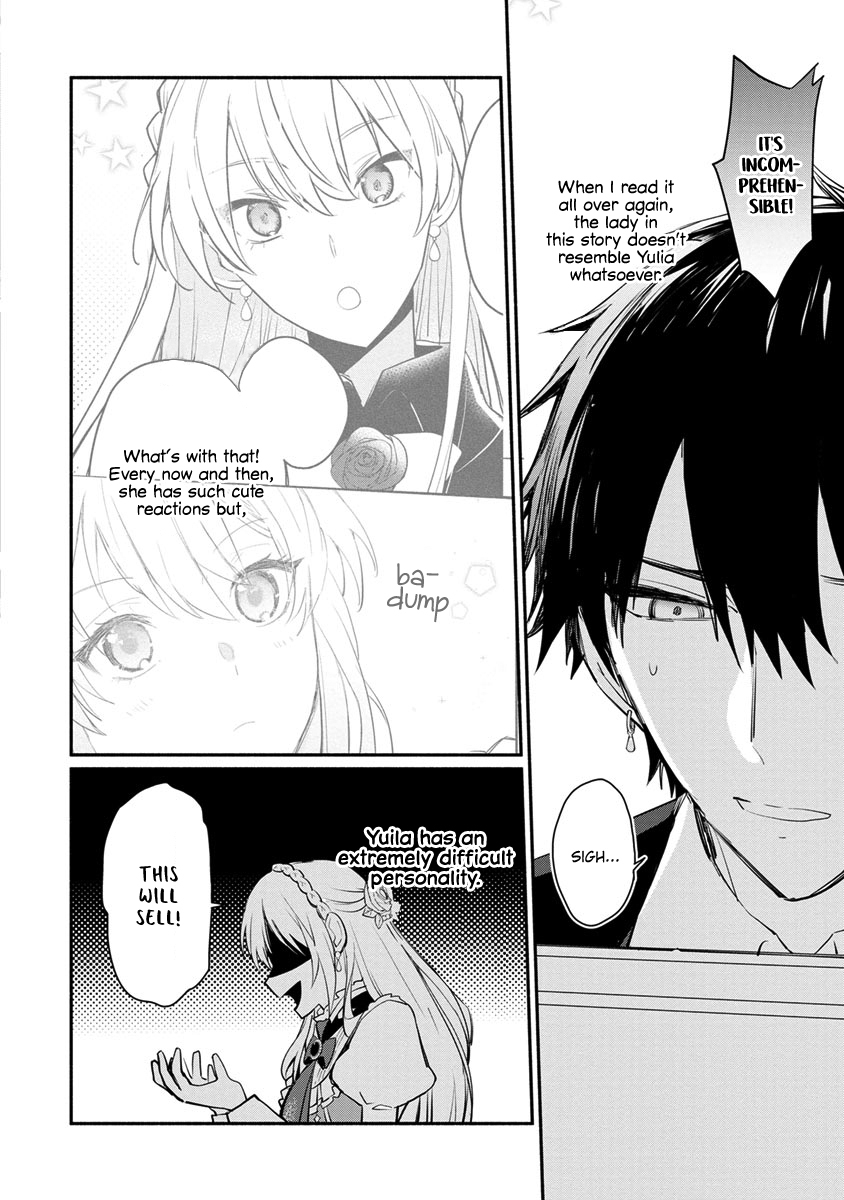 IT'S
INCOM-
PREHEN-
SIBLE!
When I read it
all over again,
the lady in
this story doesn't
resemble Yulia
whatsoever.
SIGH...
What's with that!
Every now and then,
she has such cute
reactions but,
ba-
dump
Yuila has an
extremely difficult
personality.
THIS
WILL
SELL!